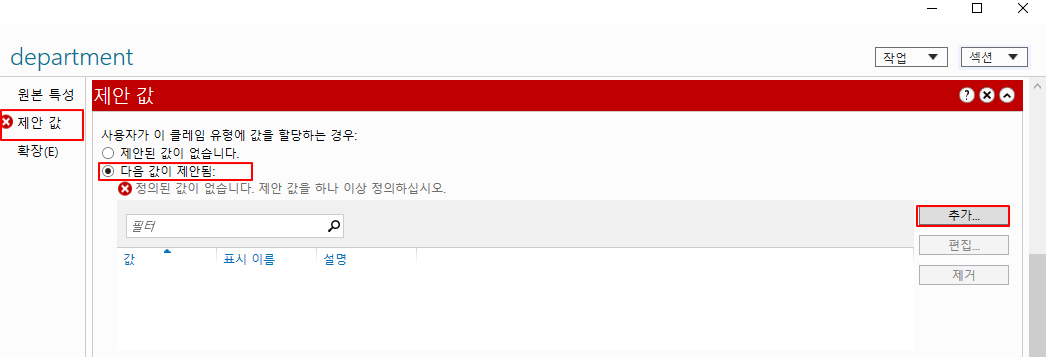 department
작업
섹션
원본 특성
제안 값
확장(E)
제안 값
사용자가 이 클레임 유형에 값을 할당하는 경우:
제안된 값이 없습니다.
다음 값이 제안됨:
정의된 값이 없습니다. 제안 값을 하나 이상 정의하십시오.
필터
추가...
편집...
제거
값
표시 이름
설명